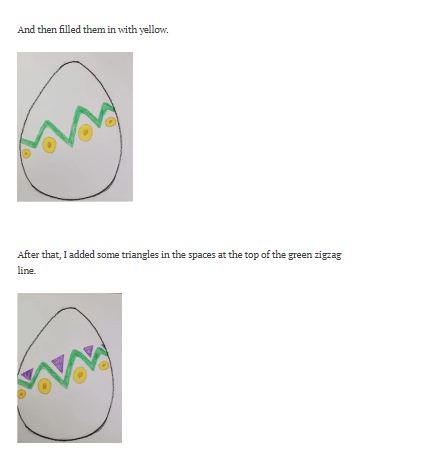 And then filled them in with yellow.
After that, I added some triangles in the spaces at the top of the green zigzag
line.